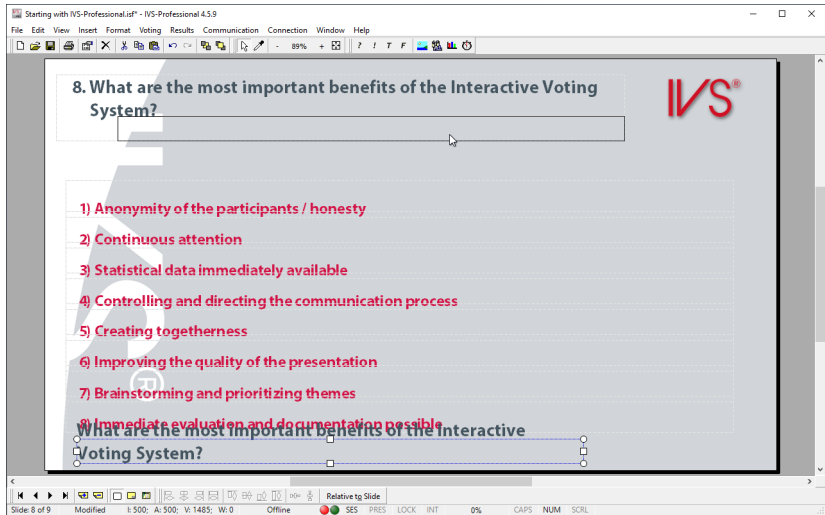 Starting with IVS-Professional.isf* - IVS-Professional 4.5.9
File Edit View Insert Format Voting Results Communication Connection Window Help
- 89% + ? ! T F
8. What are the most important benefits of the Interactive Voting
System?
IVS®
1) Anonymity of the participants / honesty
2) Continuous attention
3) Statistical data immediately available
4) Controlling and directing the communication process
5) Creating togetherness
6) Improving the quality of the presentation
7) Brainstorming and prioritizing themes
8) Immediate evaluation and documentation possible
What are the most important benefits of the Interactive
Voting System?
Relative to Slide
Slide: 8 of 9 Modified I: 500; A: 500; V: 1485; W: 0 Offline SES PRES LOCK INT 0% CAPS NUM SCRL